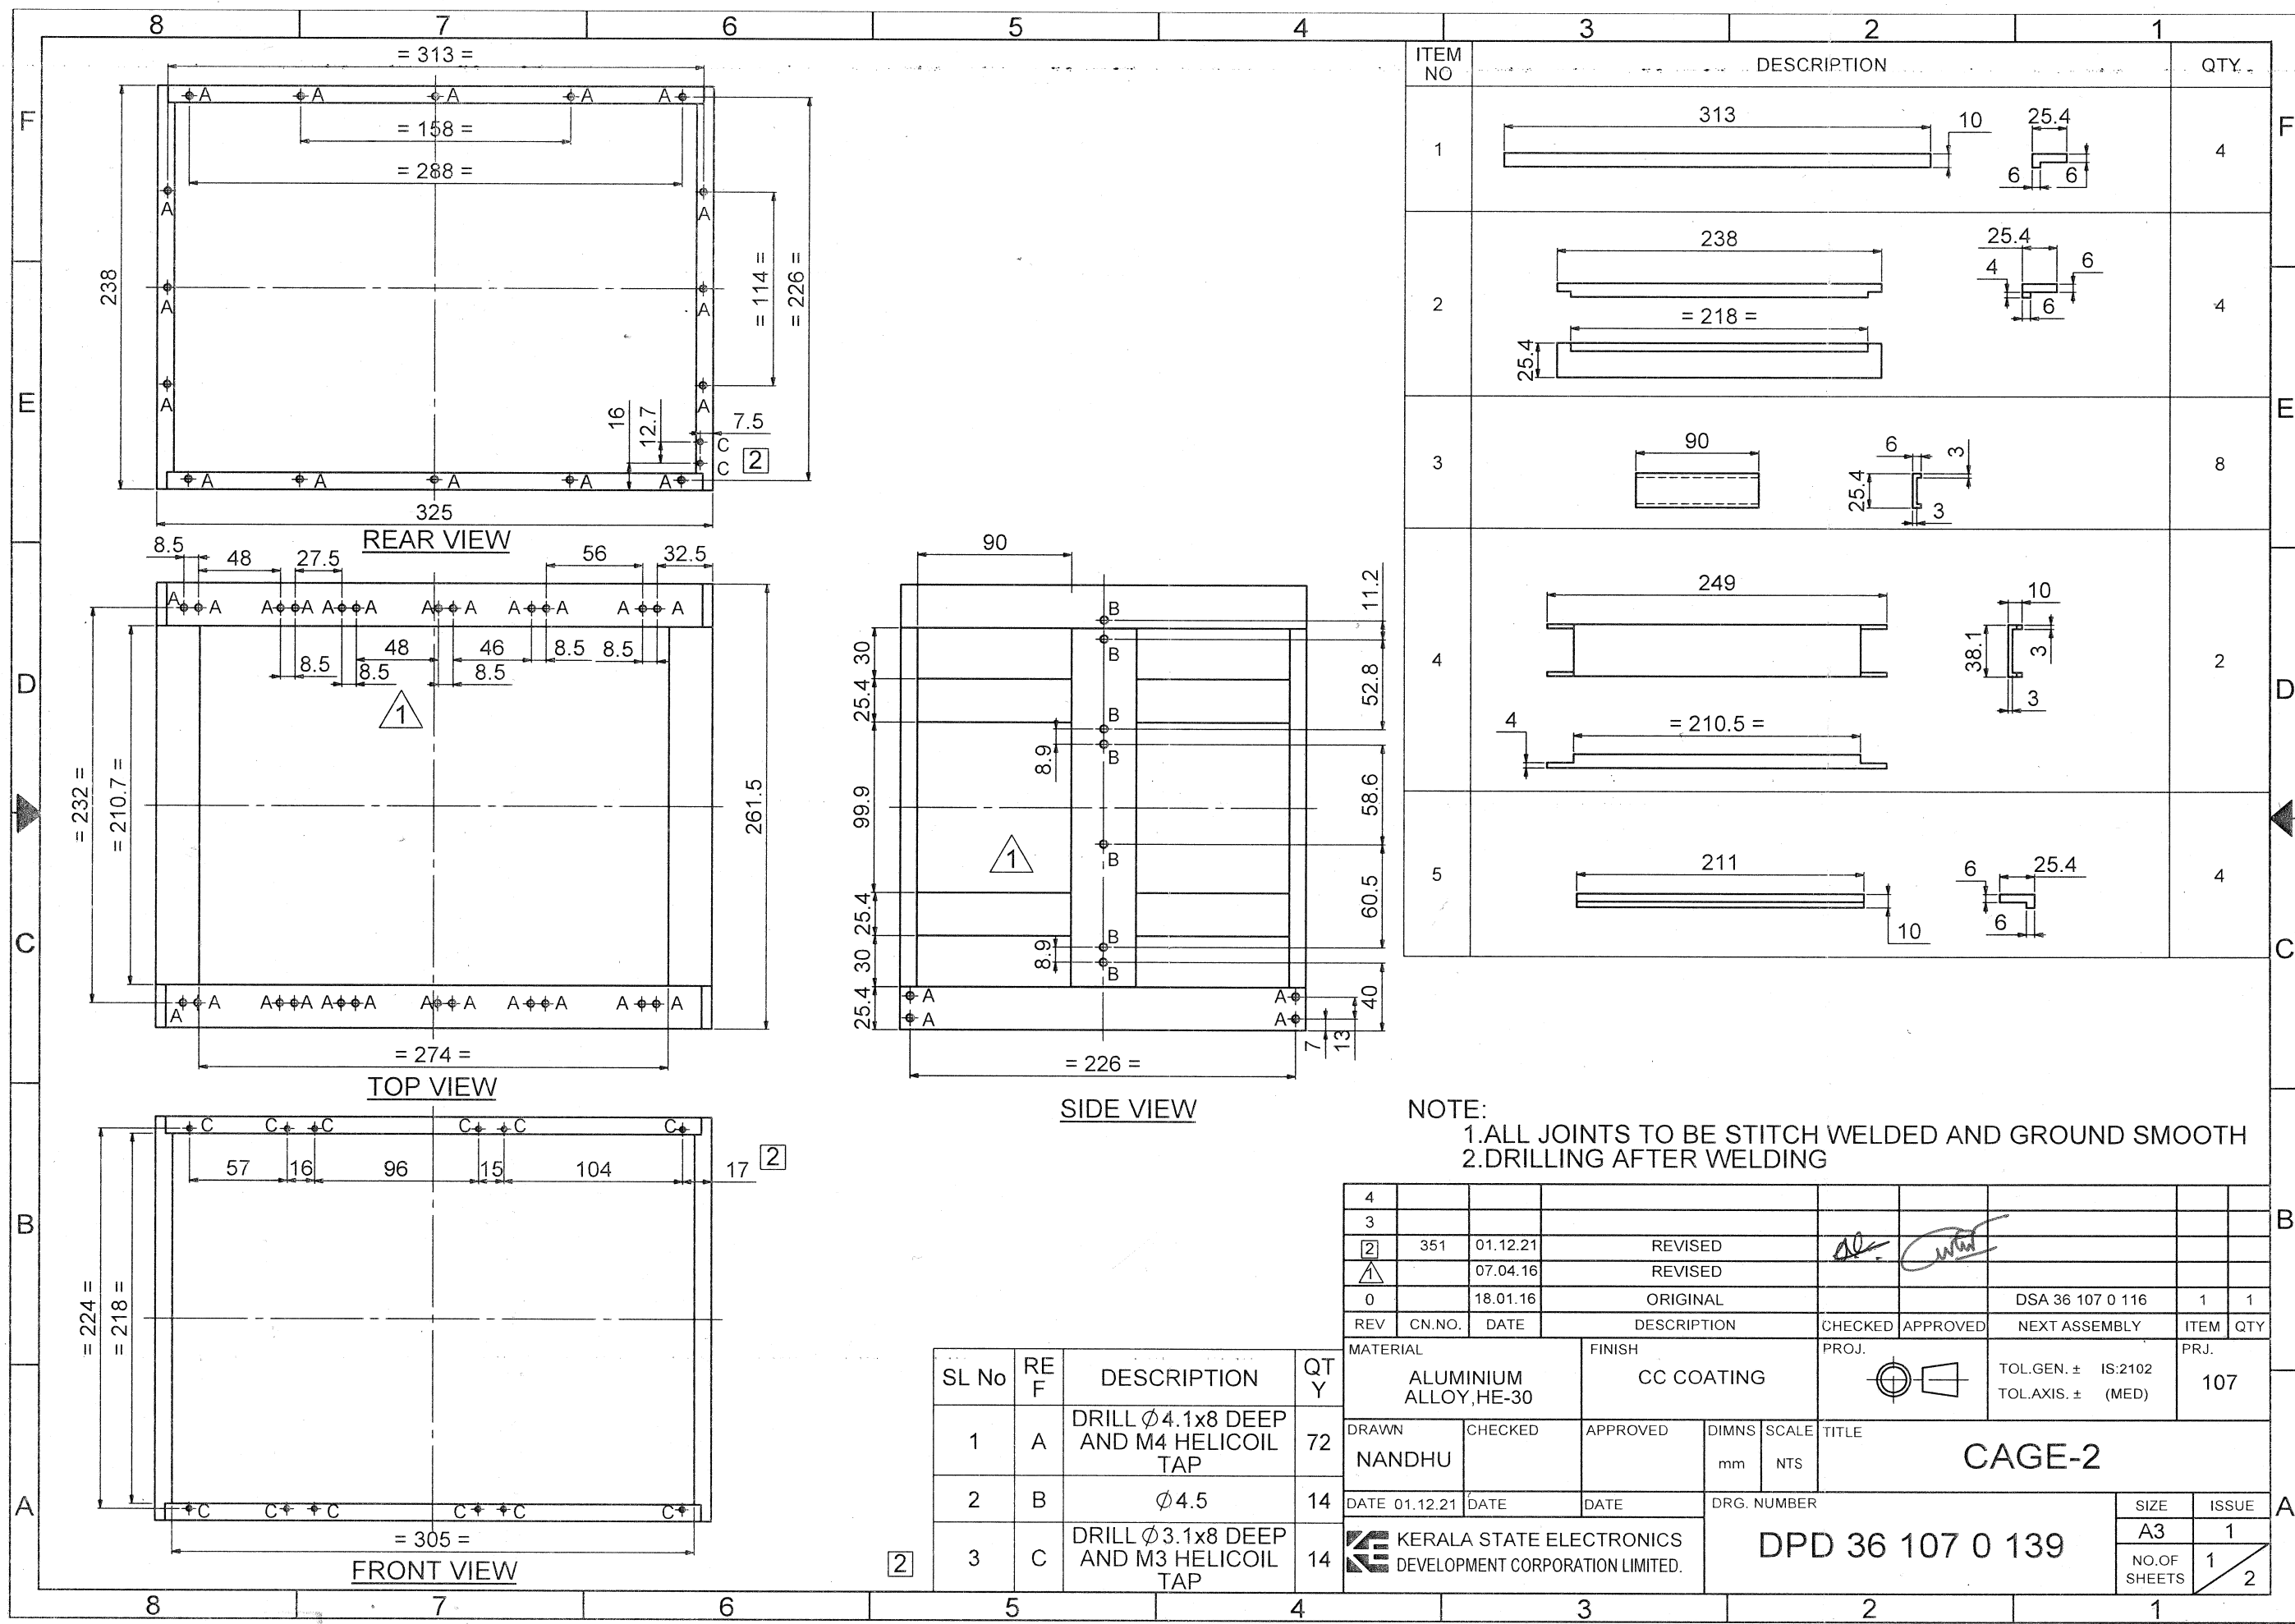 8 7 6 5 4 3 2 1
F
E
D
C
B
A
= 313 =
A A A A A
= 158 =
= 288 =
A A
238
= 114 =
= 226 =
A A
A A
16
12.7
7.5
C
C
2
A A A A A
325
REAR VIEW
8.5
48
27.5
56
32.5
A A A A A A A A A A A A
48
46
8.5
8.5
8.5
8.5
8.5
1
= 232 =
= 210.7 =
261.5
A A A A A A A A A A A A
= 274 =
TOP VIEW
C C C C C C
57
16
96
15
104
17
2
= 224 =
= 218 =
C C C C C C
= 305 =
FRONT VIEW
90
11.2
B
B
30
25.4
52.8
B
B
8.9
99.9
58.6
1
B
25.4
60.5
B
B
8.9
30
25.4
A A
A A
40
7
13
= 226 =
SIDE VIEW
ITEM NO DESCRIPTION QTY
1
313
10
25.4
6
6
4
2
238
25.4
4
6
6
= 218 =
25.4
4
3
90
6
3
25.4
3
8
4
249
10
38.1
3
3
4
= 210.5 =
2
5
211
10
6
25.4
6
4
F
E
D
C
B
A
NOTE:
1.ALL JOINTS TO BE STITCH WELDED AND GROUND SMOOTH
2.DRILLING AFTER WELDING
SL No REF DESCRIPTION QTY
1 A DRILL Ø4.1x8 DEEP AND M4 HELICOIL TAP 72
2 B Ø4.5 14
2
3 C DRILL Ø3.1x8 DEEP AND M3 HELICOIL TAP 14
4
3
2 351 01.12.21 REVISED
1 07.04.16 REVISED
0 18.01.16 ORIGINAL DSA 36 107 0 116 1 1
REV CN.NO. DATE DESCRIPTION CHECKED APPROVED NEXT ASSEMBLY ITEM QTY
MATERIAL
ALUMINIUM
ALLOY,HE-30
FINISH
CC COATING
PROJ.
TOL.GEN. ± IS:2102
TOL.AXIS. ± (MED)
PRJ.
107
DRAWN
NANDHU
CHECKED
APPROVED
DIMNS
mm
SCALE
NTS
TITLE
CAGE-2
DATE 01.12.21 DATE DATE
KERALA STATE ELECTRONICS
DEVELOPMENT CORPORATION LIMITED.
DRG. NUMBER
DPD 36 107 0 139
SIZE
A3
ISSUE
1
NO.OF SHEETS
1/2
8 7 6 5 4 3 2 1